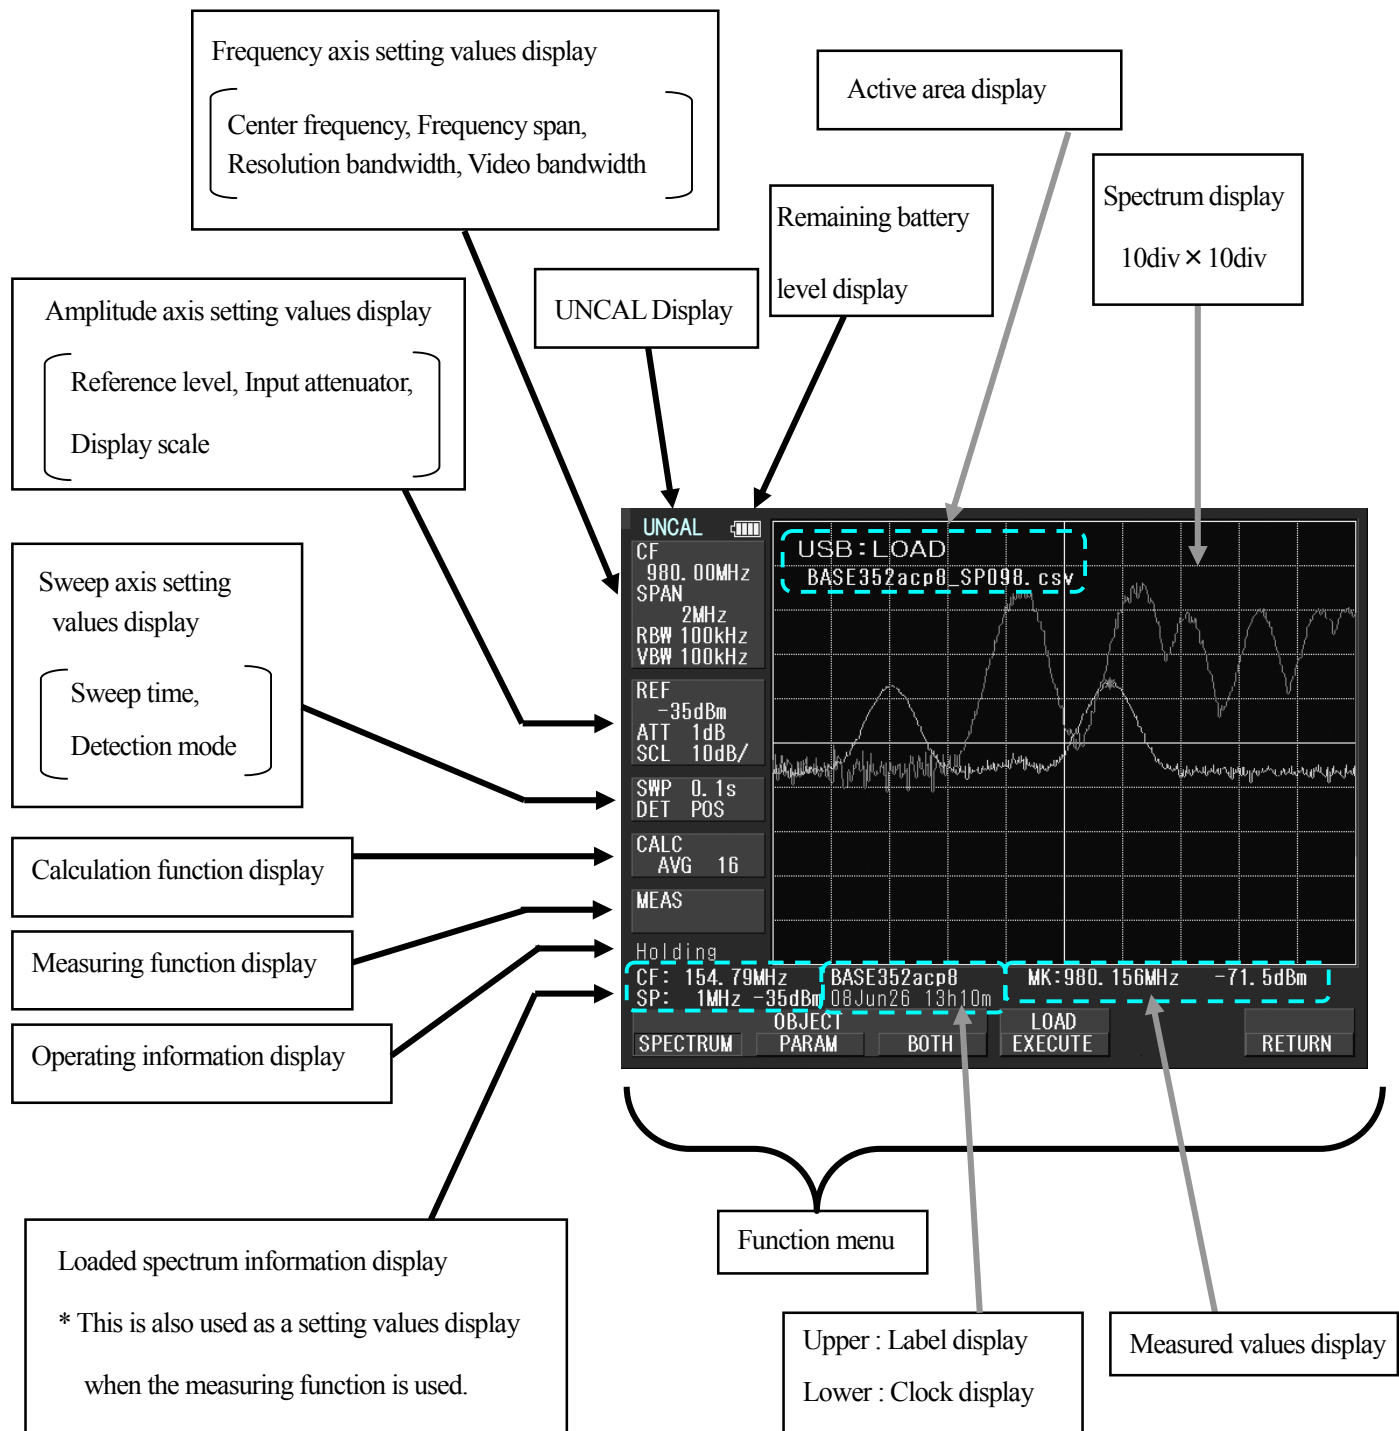 Frequency axis setting values display
Center frequency, Frequency span,
Resolution bandwidth, Video bandwidth
Active area display
Spectrum display
10div × 10div
Remaining battery
level display
UNCAL Display
Amplitude axis setting values display
Reference level, Input attenuator,
Display scale
Sweep axis setting
values display
Sweep time,
Detection mode
Calculation function display
Measuring function display
Operating information display
Loaded spectrum information display
* This is also used as a setting values display
when the measuring function is used.
UNCAL
CF
980.00MHz
SPAN
2MHz
RBW 100kHz
VBW 100kHz
REF
-35dBm
ATT 1dB
SCL 10dB/
SWP 0.1s
DET POS
CALC
AVG 16
MEAS
Holding
USB:LOAD
BASE352acp8_SP098.csv
CF: 154.79MHz
SP: 1MHz -35dBm
BASE352acp8
08Jun26 13h10m
MK:980.156MHz -71.5dBm
OBJECT
LOAD
SPECTRUM PARAM BOTH EXECUTE RETURN
Function menu
Upper : Label display
Lower : Clock display
Measured values display